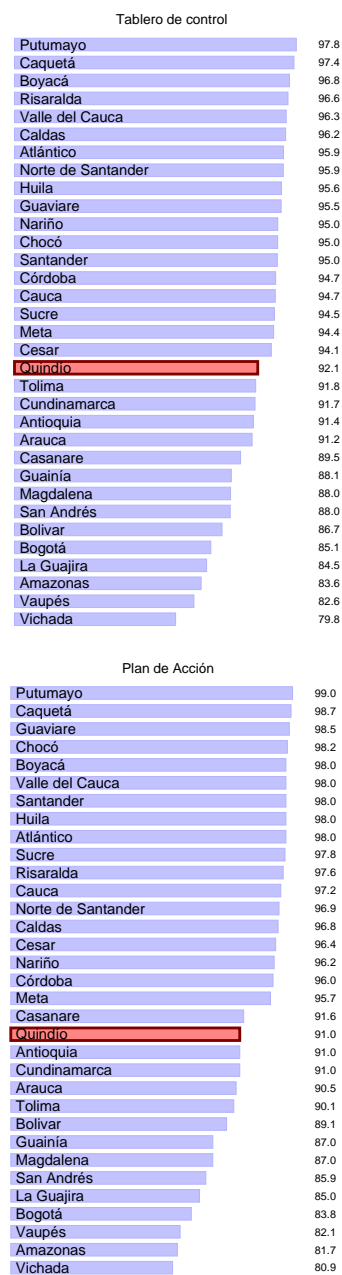 Tablero de control
Putumayo 97.8
Caquetá 97.4
Boyacá 96.8
Risaralda 96.6
Valle del Cauca 96.3
Caldas 96.2
Atlántico 95.9
Norte de Santander 95.9
Huila 95.6
Guaviare 95.5
Nariño 95.0
Chocó 95.0
Santander 95.0
Córdoba 94.7
Cauca 94.7
Sucre 94.5
Meta 94.4
Cesar 94.1
Quindío 92.1
Tolima 91.8
Cundinamarca 91.7
Antioquia 91.4
Arauca 91.2
Casanare 89.5
Guainía 88.1
Magdalena 88.0
San Andrés 88.0
Bolivar 86.7
Bogotá 85.1
La Guajira 84.5
Amazonas 83.6
Vaupés 82.6
Vichada 79.8
Plan de Acción
Putumayo 99.0
Caquetá 98.7
Guaviare 98.5
Chocó 98.2
Boyacá 98.0
Valle del Cauca 98.0
Santander 98.0
Huila 98.0
Atlántico 98.0
Sucre 97.8
Risaralda 97.6
Cauca 97.2
Norte de Santander 96.9
Caldas 96.8
Cesar 96.4
Nariño 96.2
Córdoba 96.0
Meta 95.7
Casanare 91.6
Quindío 91.0
Antioquia 91.0
Cundinamarca 91.0
Arauca 90.5
Tolima 90.1
Bolivar 89.1
Guainía 87.0
Magdalena 87.0
San Andrés 85.9
La Guajira 85.0
Bogotá 83.8
Vaupés 82.1
Amazonas 81.7
Vichada 80.9